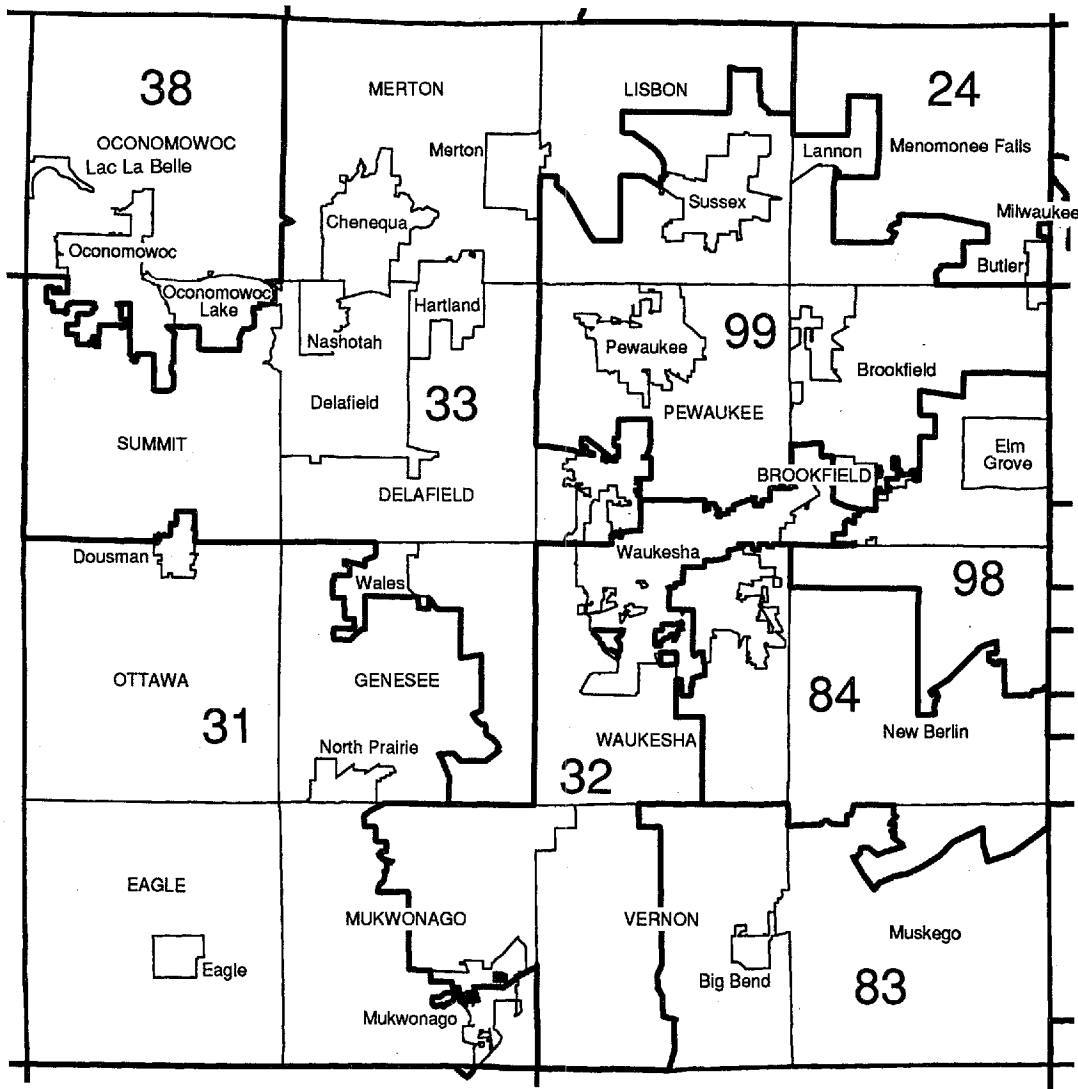 38
MERTON
LISBON
24
OCONOMOWOC
Lac La Belle
Merton
Lannon
Menomonee Falls
Chenequa
Sussex
Milwaukee
Oconomowoc
Butler
Oconomowoc
Lake
Hartland
Nashotah
Pewaukee
99
Brookfield
Delafield
33
PEWAUKEE
SUMMIT
Elm
Grove
DELAFIELD
BROOKFIELD
Dousman
Waukesha
Wales
98
OTTAWA
GENESEE
84
31
North Prairie
WAUKESHA
New Berlin
32
EAGLE
MUKWONAGO
VERNON
Muskego
Eagle
Big Bend
83
Mukwonago